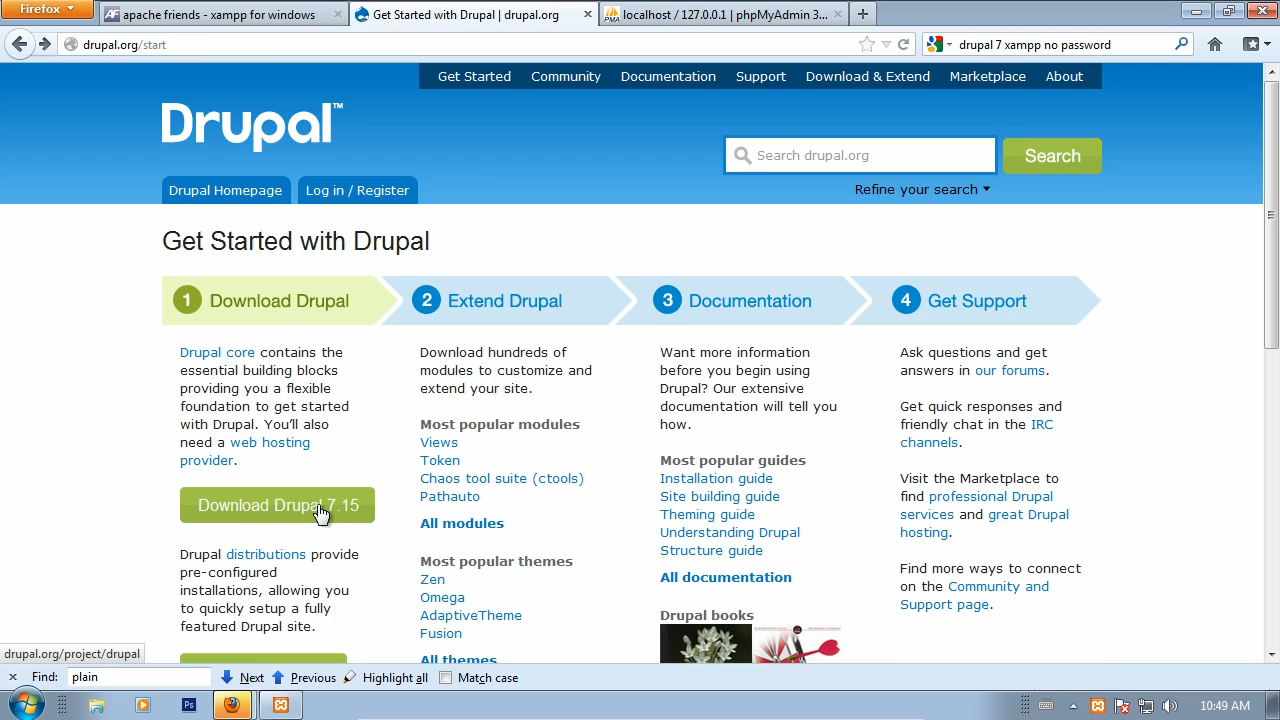 Firefox
apache friends - xampp for windows
Get Started with Drupal | drupal.org
localhost / 127.0.0.1 | phpMyAdmin 3...
drupal.org/start
drupal 7 xampp no password
Get Started
Community
Documentation
Support
Download & Extend
Marketplace
About
Drupal™
Search drupal.org
Search
Refine your search
Drupal Homepage
Log in / Register
Get Started with Drupal
1 Download Drupal
2 Extend Drupal
3 Documentation
4 Get Support
Drupal core contains the
essential building blocks
providing you a flexible
foundation to get started
with Drupal. You'll also
need a web hosting
provider.
Download Drupal 7.15
Drupal distributions provide
pre-configured
installations, allowing you
to quickly setup a fully
featured Drupal site.
Download hundreds of
modules to customize and
extend your site.
Most popular modules
Views
Token
Chaos tool suite (ctools)
Pathauto
All modules
Most popular themes
Zen
Omega
AdaptiveTheme
Fusion
All themes
Want more information
before you begin using
Drupal? Our extensive
documentation will tell you
how.
Most popular guides
Installation guide
Site building guide
Theming guide
Understanding Drupal
Structure guide
All documentation
Drupal books
Ask questions and get
answers in our forums.
Get quick responses and
friendly chat in the IRC
channels.
Visit the Marketplace to
find professional Drupal
services and great Drupal
hosting.
Find more ways to connect
on the Community and
Support page.
drupal.org/project/drupal
Find:
plain
Next
Previous
Highlight all
Match case
Ps
10:49 AM